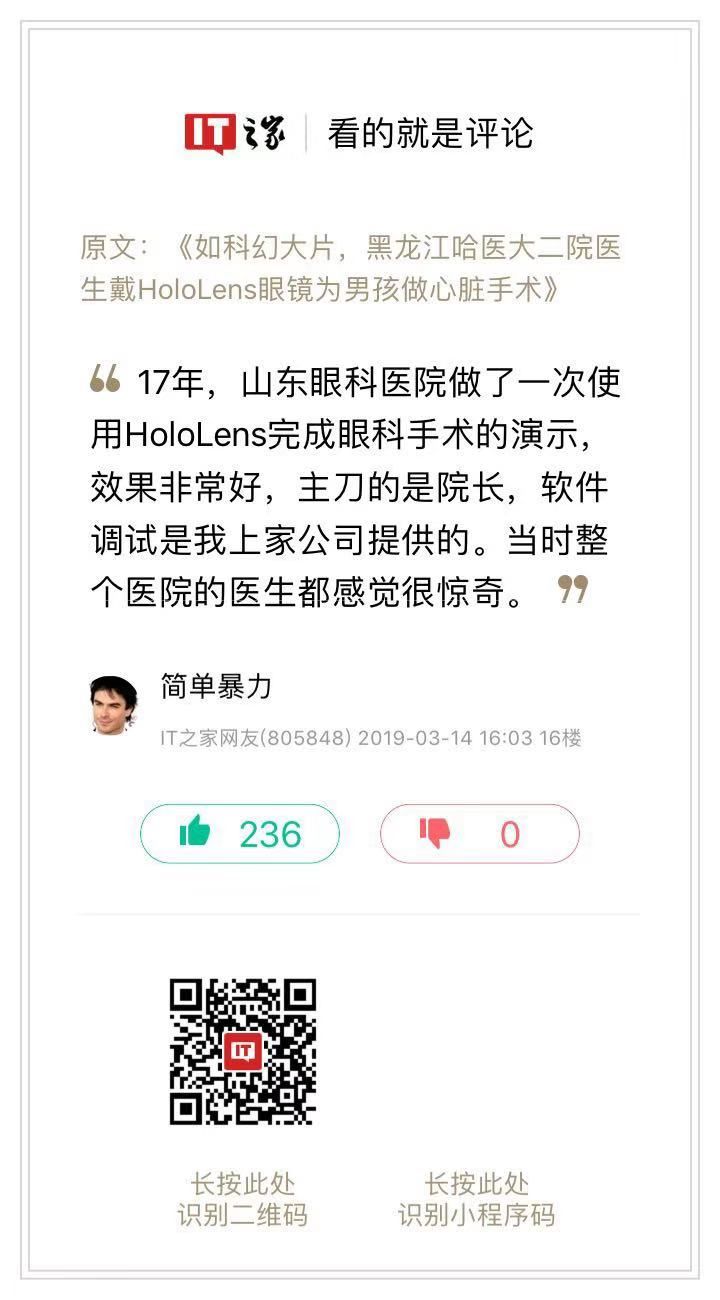 IT之家 | 看的就是评论
原文：《如科幻大片，黑龙江哈医大二院医
生戴HoloLens眼镜为男孩做心脏手术》
“ 17年，山东眼科医院做了一次使
用HoloLens完成眼科手术的演示，
效果非常好，主刀的是院长，软件
调试是我上家公司提供的。当时整
个医院的医生都感觉很惊奇。 ”
简单暴力
IT之家网友(805848) 2019-03-14 16:03 16楼
236 0
IT
长按此处
识别二维码
长按此处
识别小程序码